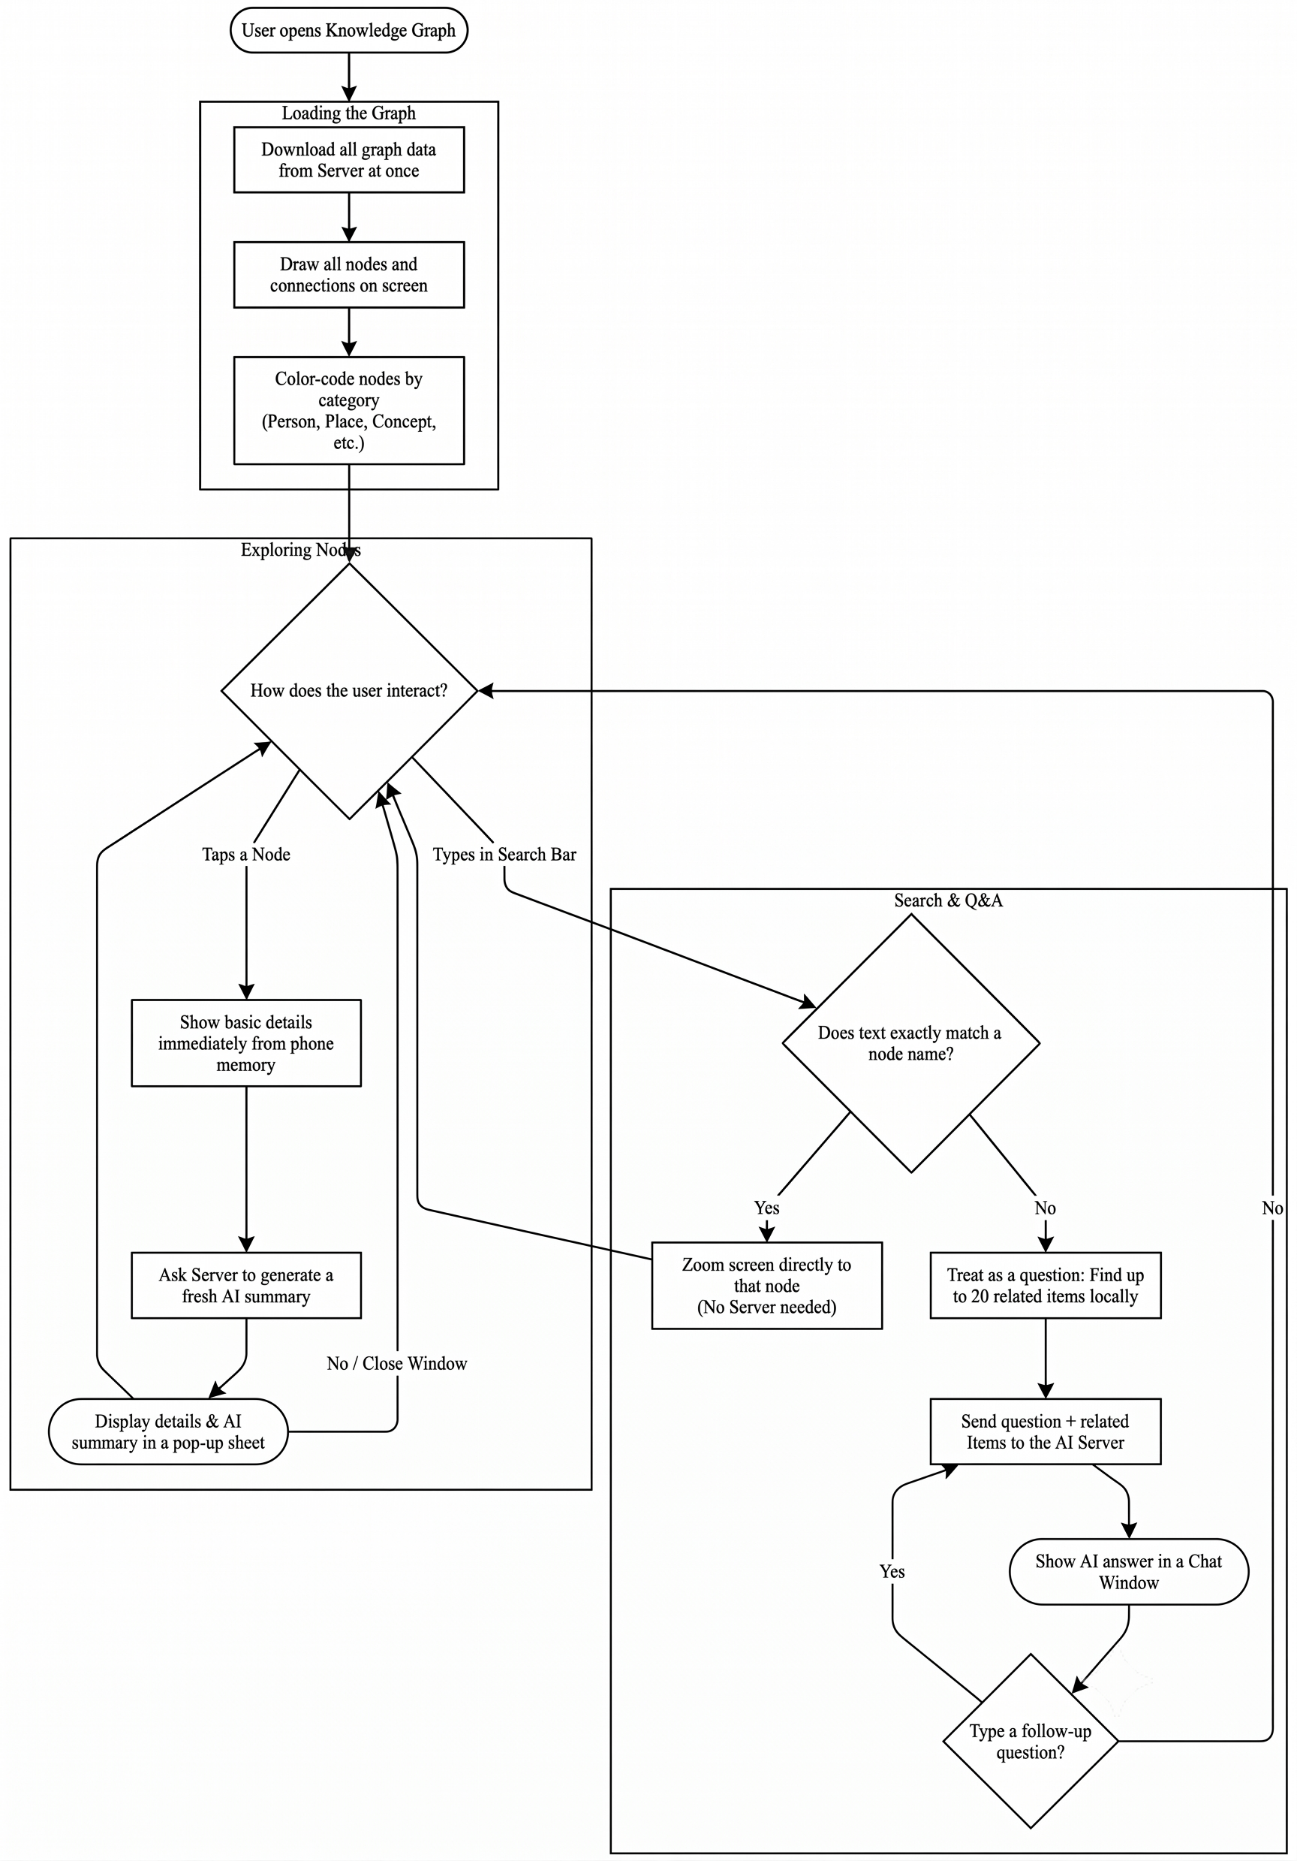 User opens Knowledge Graph
Loading the Graph
Download all graph data
from Server at once
Draw all nodes and
connections on screen
Color-code nodes by
category
(Person, Place, Concept,
etc.)
Exploring Nodes
How does the user interact?
Taps a Node
Types in Search Bar
Show basic details
immediately from phone
memory
Ask Server to generate a
fresh AI summary
No / Close Window
Display details & AI
summary in a pop-up sheet
Search & Q&A
Does text exactly match a
node name?
Yes
No
No
Zoom screen directly to
that node
(No Server needed)
Treat as a question: Find up
to 20 related items locally
Send question + related
Items to the AI Server
Show AI answer in a Chat
Window
Yes
Type a follow-up
question?